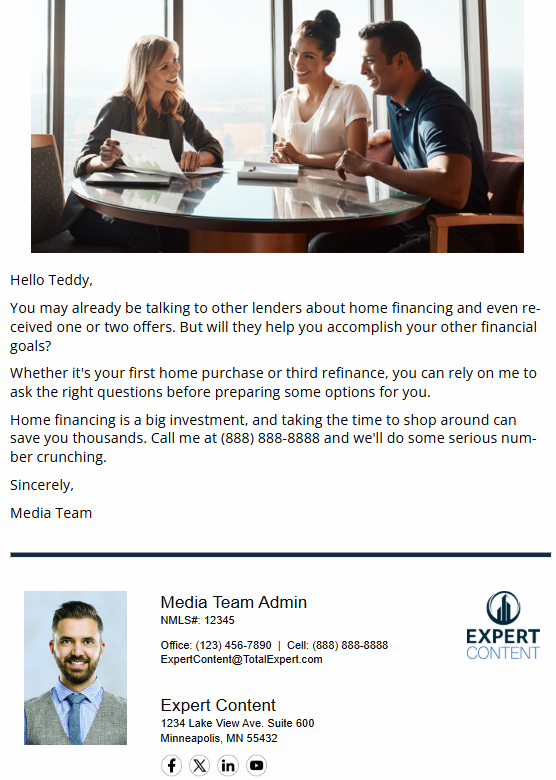 Hello Teddy,
You may already be talking to other lenders about home financing and even re-
ceived one or two offers. But will they help you accomplish your other financial
goals?
Whether it's your first home purchase or third refinance, you can rely on me to
ask the right questions before preparing some options for you.
Home financing is a big investment, and taking the time to shop around can
save you thousands. Call me at (888) 888-8888 and we'll do some serious num-
ber crunching.
Sincerely,
Media Team
Media Team Admin
NMLS#: 12345
Office: (123) 456-7890 | Cell: (888) 888-8888
ExpertContent@TotalExpert.com
EXPERT
CONTENT
Expert Content
1234 Lake View Ave. Suite 600
Minneapolis, MN 55432